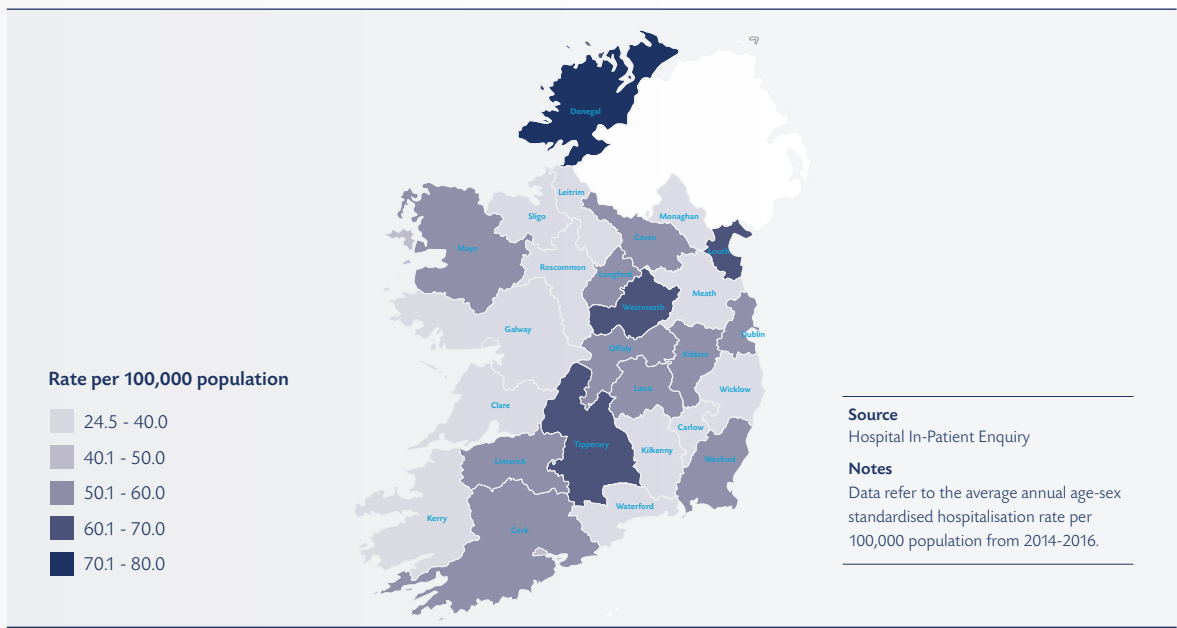 Donegal
Leitrim
Sligo
Monaghan
Cavan
Mayo
Louth
Roscommon
Longford
Meath
Westmeath
Galway
Dublin
Offaly
Kildare
Laois
Wicklow
Clare
Carlow
Tipperary
Kilkenny
Limerick
Wexford
Waterford
Kerry
Cork
Rate per 100,000 population
24.5 - 40.0
40.1 - 50.0
50.1 - 60.0
60.1 - 70.0
70.1 - 80.0
Source
Hospital In-Patient Enquiry
Notes
Data refer to the average annual age-sex
standardised hospitalisation rate per
100,000 population from 2014-2016.